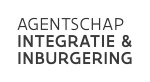 AGENTSCHAP
INTEGRATIE &
INBURGERING